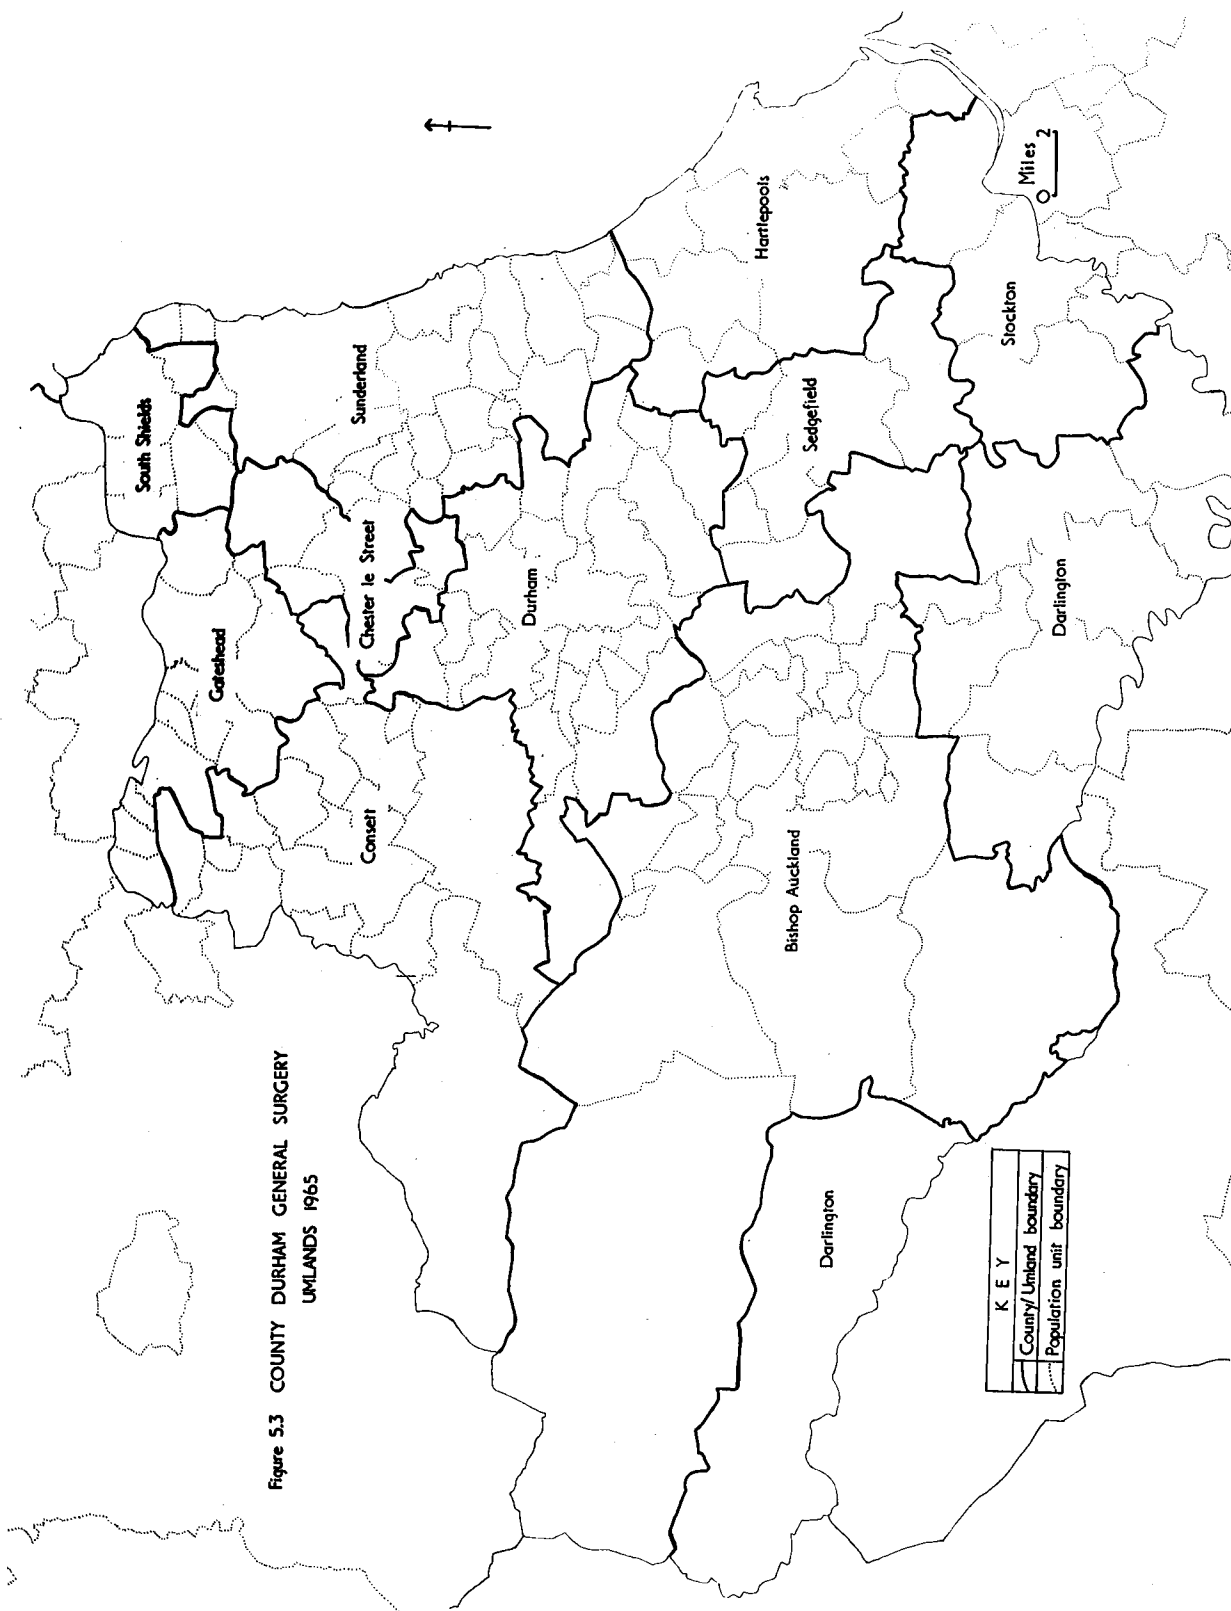 Figure 5.3 COUNTY DURHAM GENERAL SURGERY
UMLANDS 1965
South Shields
Gateshead
Sunderland
Chester le Street
Consett
Durham
Hartlepools
Sedgefield
Bishop Auckland
Stockton
Darlington
Darlington
Miles
0 2
KEY
County/Umland boundary
Population unit boundary